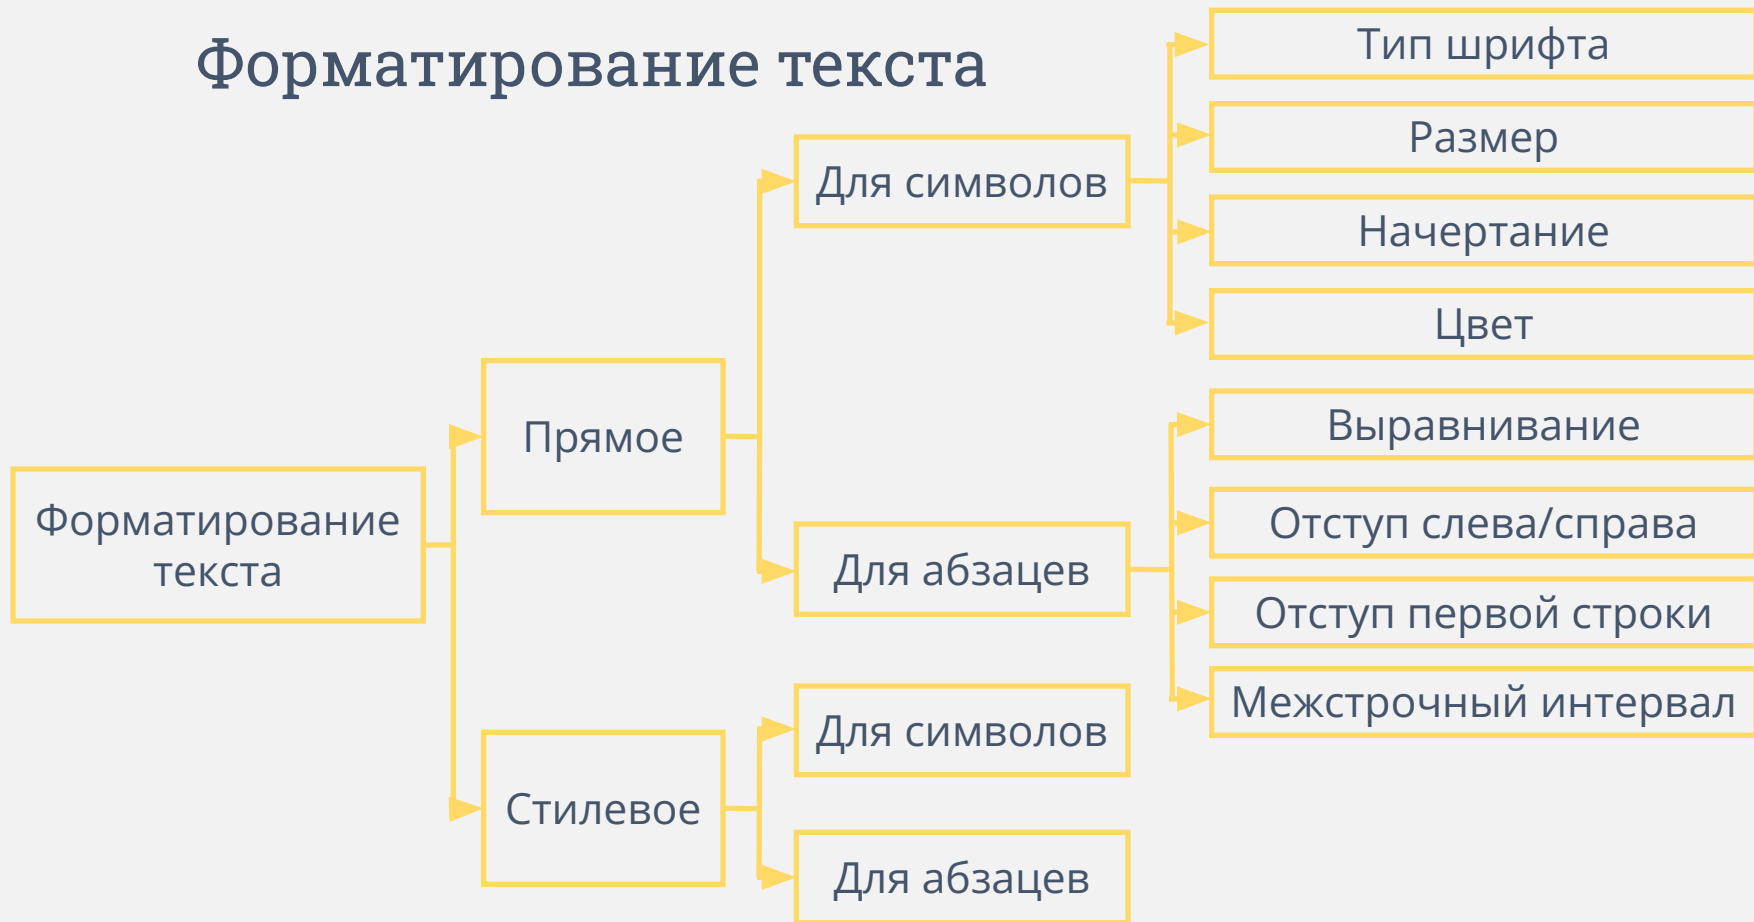 Форматирование текста
Форматирование
текста
Прямое
Для символов
Тип шрифта
Размер
Начертание
Цвет
Для абзацев
Выравнивание
Отступ слева/справа
Отступ первой строки
Межстрочный интервал
Стилевое
Для символов
Для абзацев